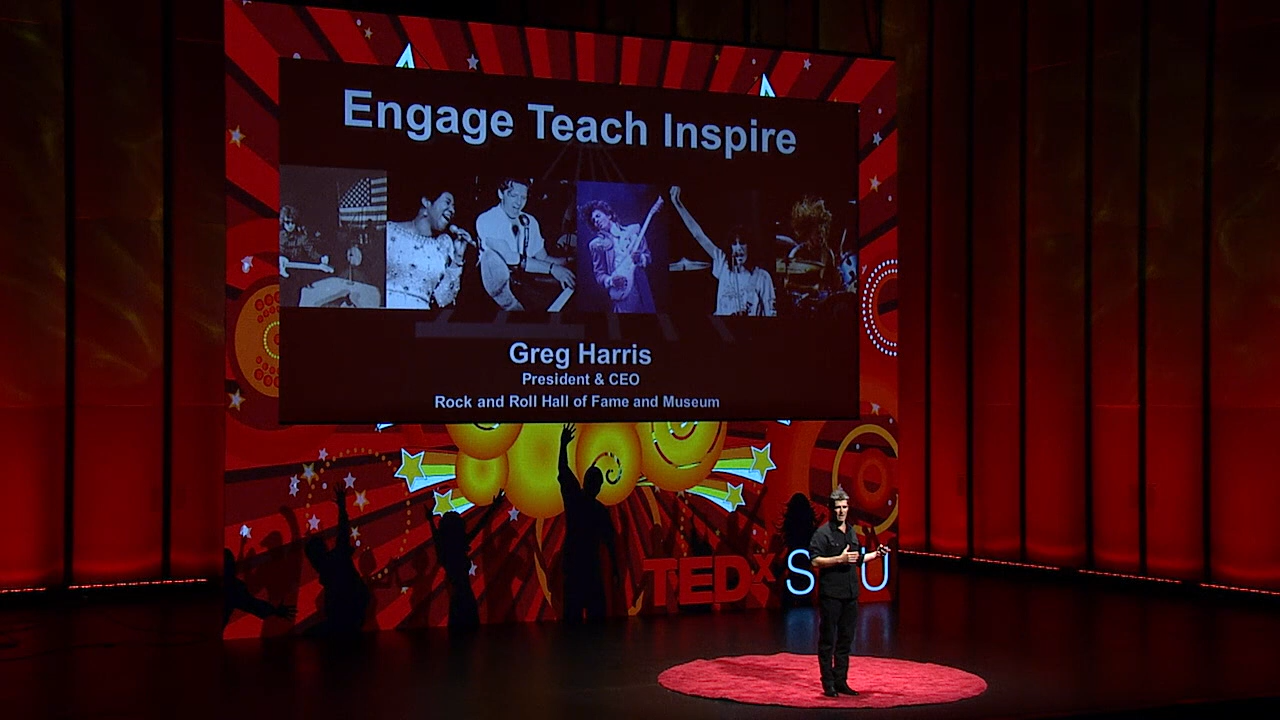 Engage Teach Inspire
Greg Harris
President & CEO
Rock and Roll Hall of Fame and Museum
TEDx